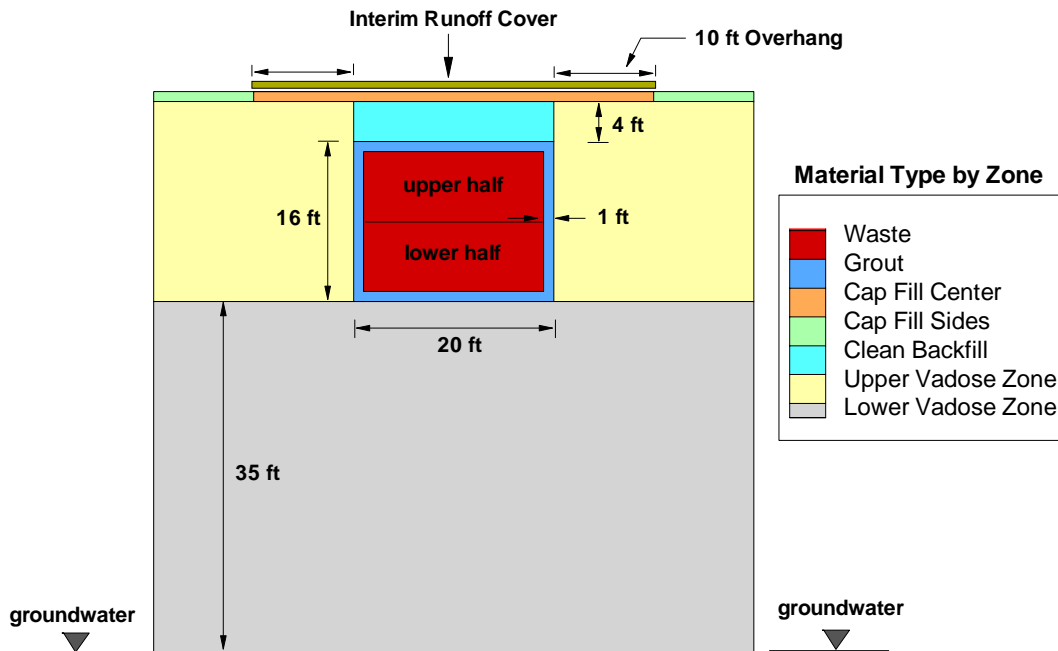 Interim Runoff Cover
10 ft Overhang
4 ft
upper half
16 ft
1 ft
lower half
20 ft
35 ft
groundwater
groundwater
Material Type by Zone
Waste
Grout
Cap Fill Center
Cap Fill Sides
Clean Backfill
Upper Vadose Zone
Lower Vadose Zone